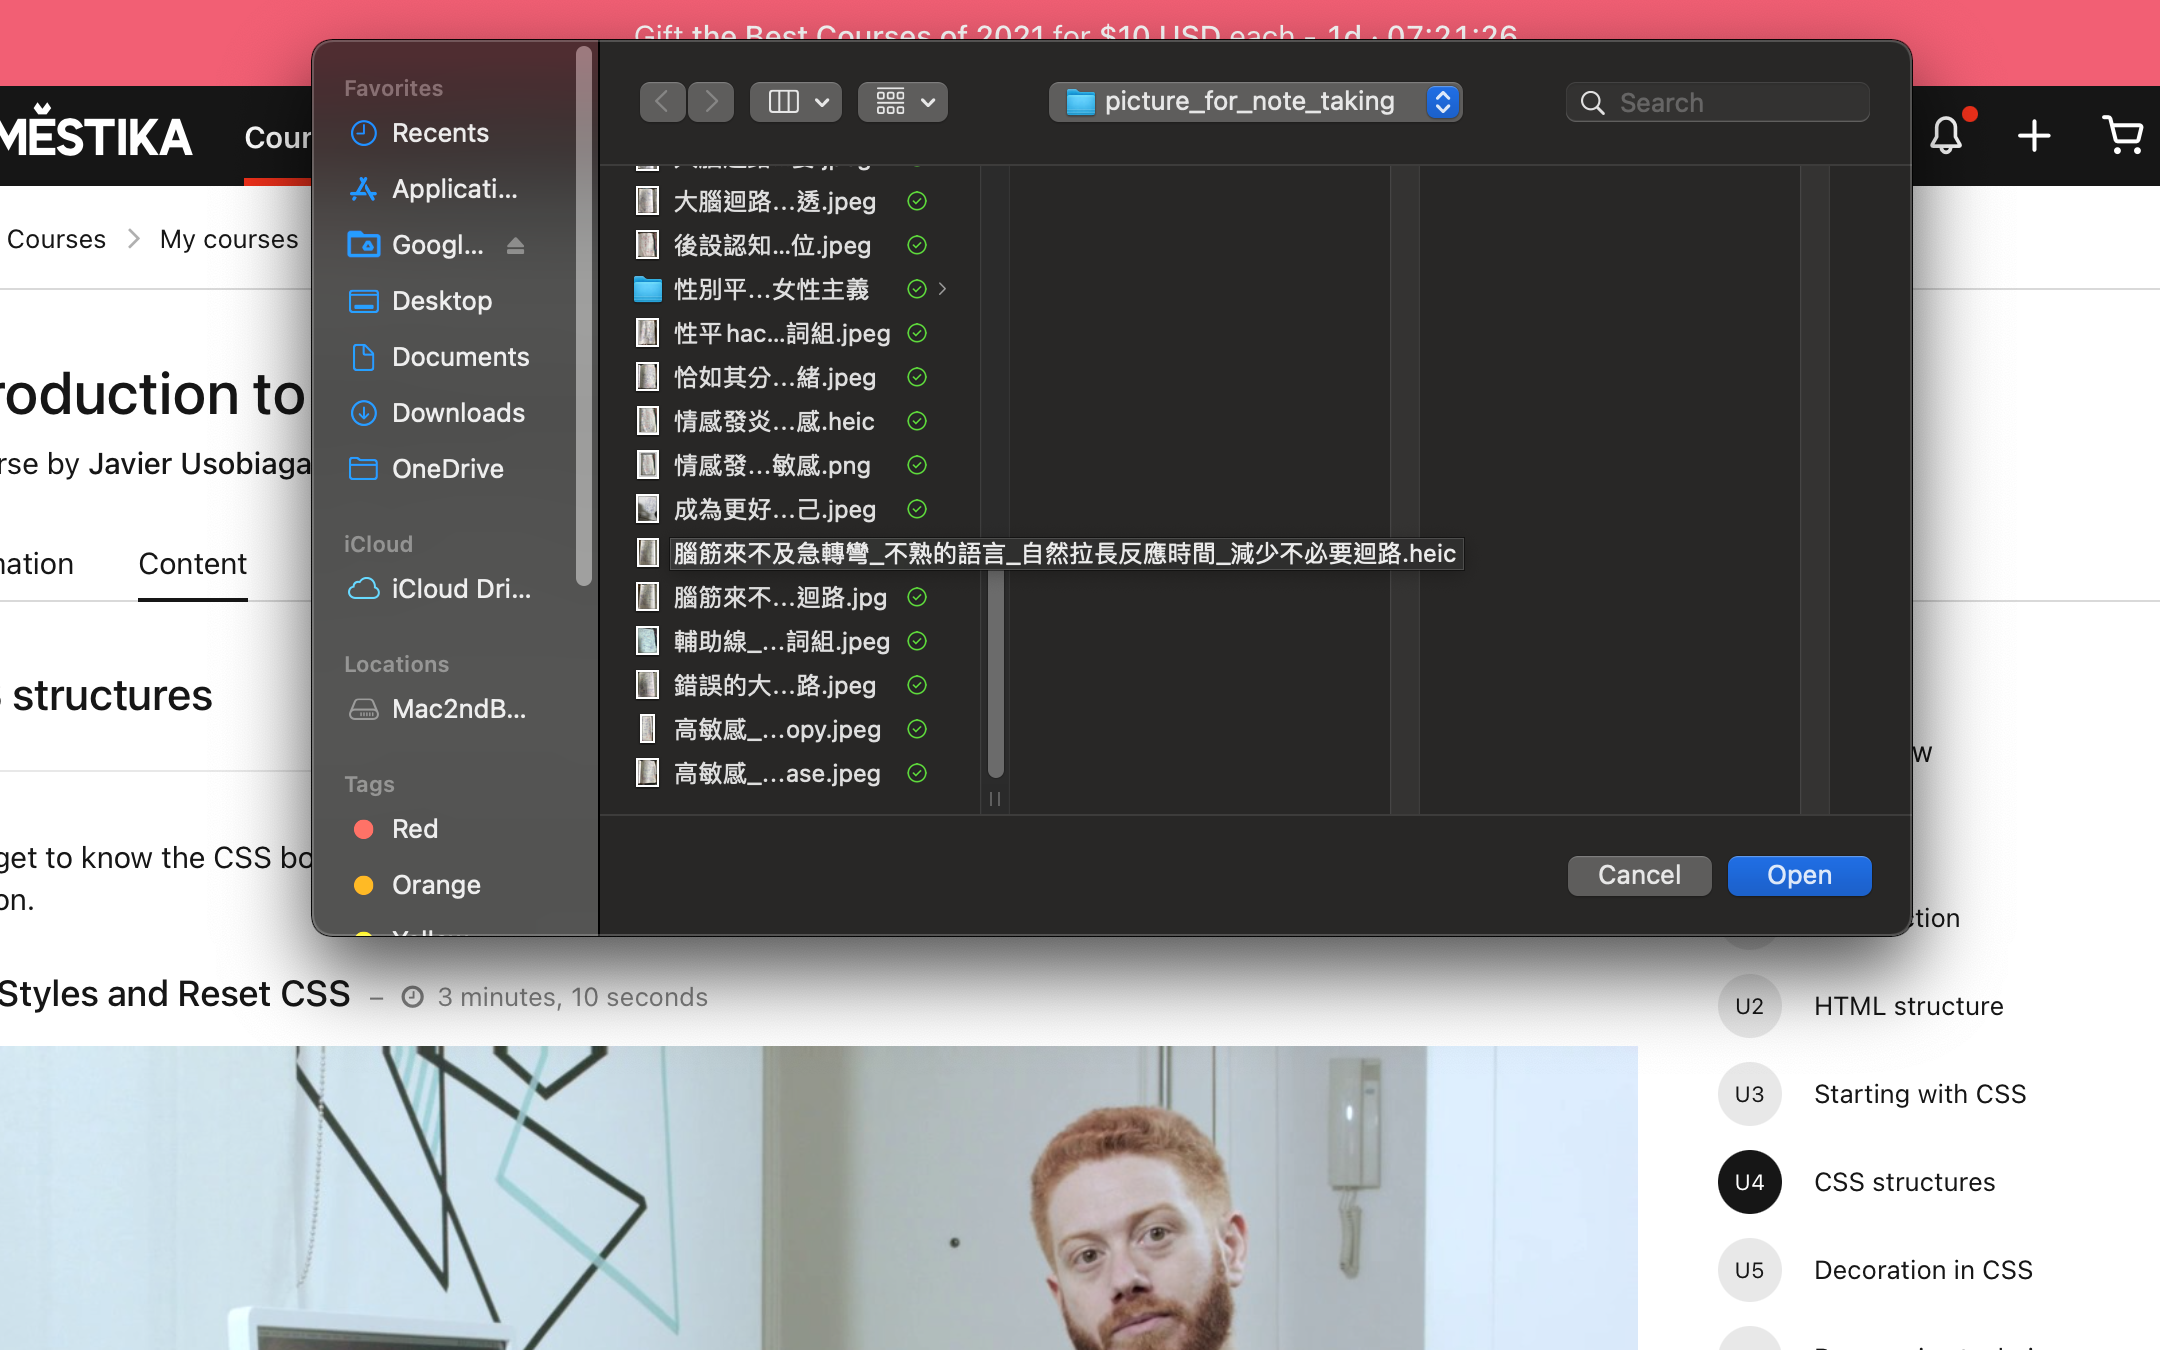 Gift the Best Courses of 2021 for $10 USD each - 1d · 07:21:26
MĚSTIKA
Cour
Courses > My courses
roduction to
rse by Javier Usobiaga
nation
Content
structures
get to know the CSS bo
on.
Styles and Reset CSS – 3 minutes, 10 seconds
Favorites
Recents
Applicati...
Googl...
Desktop
Documents
Downloads
OneDrive
iCloud
iCloud Dri...
Locations
Mac2ndB...
Tags
Red
Orange
Yellow
picture_for_note_taking
Search
大腦迴路...透.jpeg
後設認知...位.jpeg
性別平...女性主義
性平hac...詞組.jpeg
恰如其分...緒.jpeg
情感發炎...感.heic
情感發...敏感.png
成為更好...己.jpeg
腦筋來不及急轉彎_不熟的語言_自然拉長反應時間_減少不必要迴路.heic
腦筋來不...迴路.jpg
輔助線_...詞組.jpeg
錯誤的大...路.jpeg
高敏感_...opy.jpeg
高敏感_...ase.jpeg
Cancel
Open
w
ction
U2 HTML structure
U3 Starting with CSS
U4 CSS structures
U5 Decoration in CSS